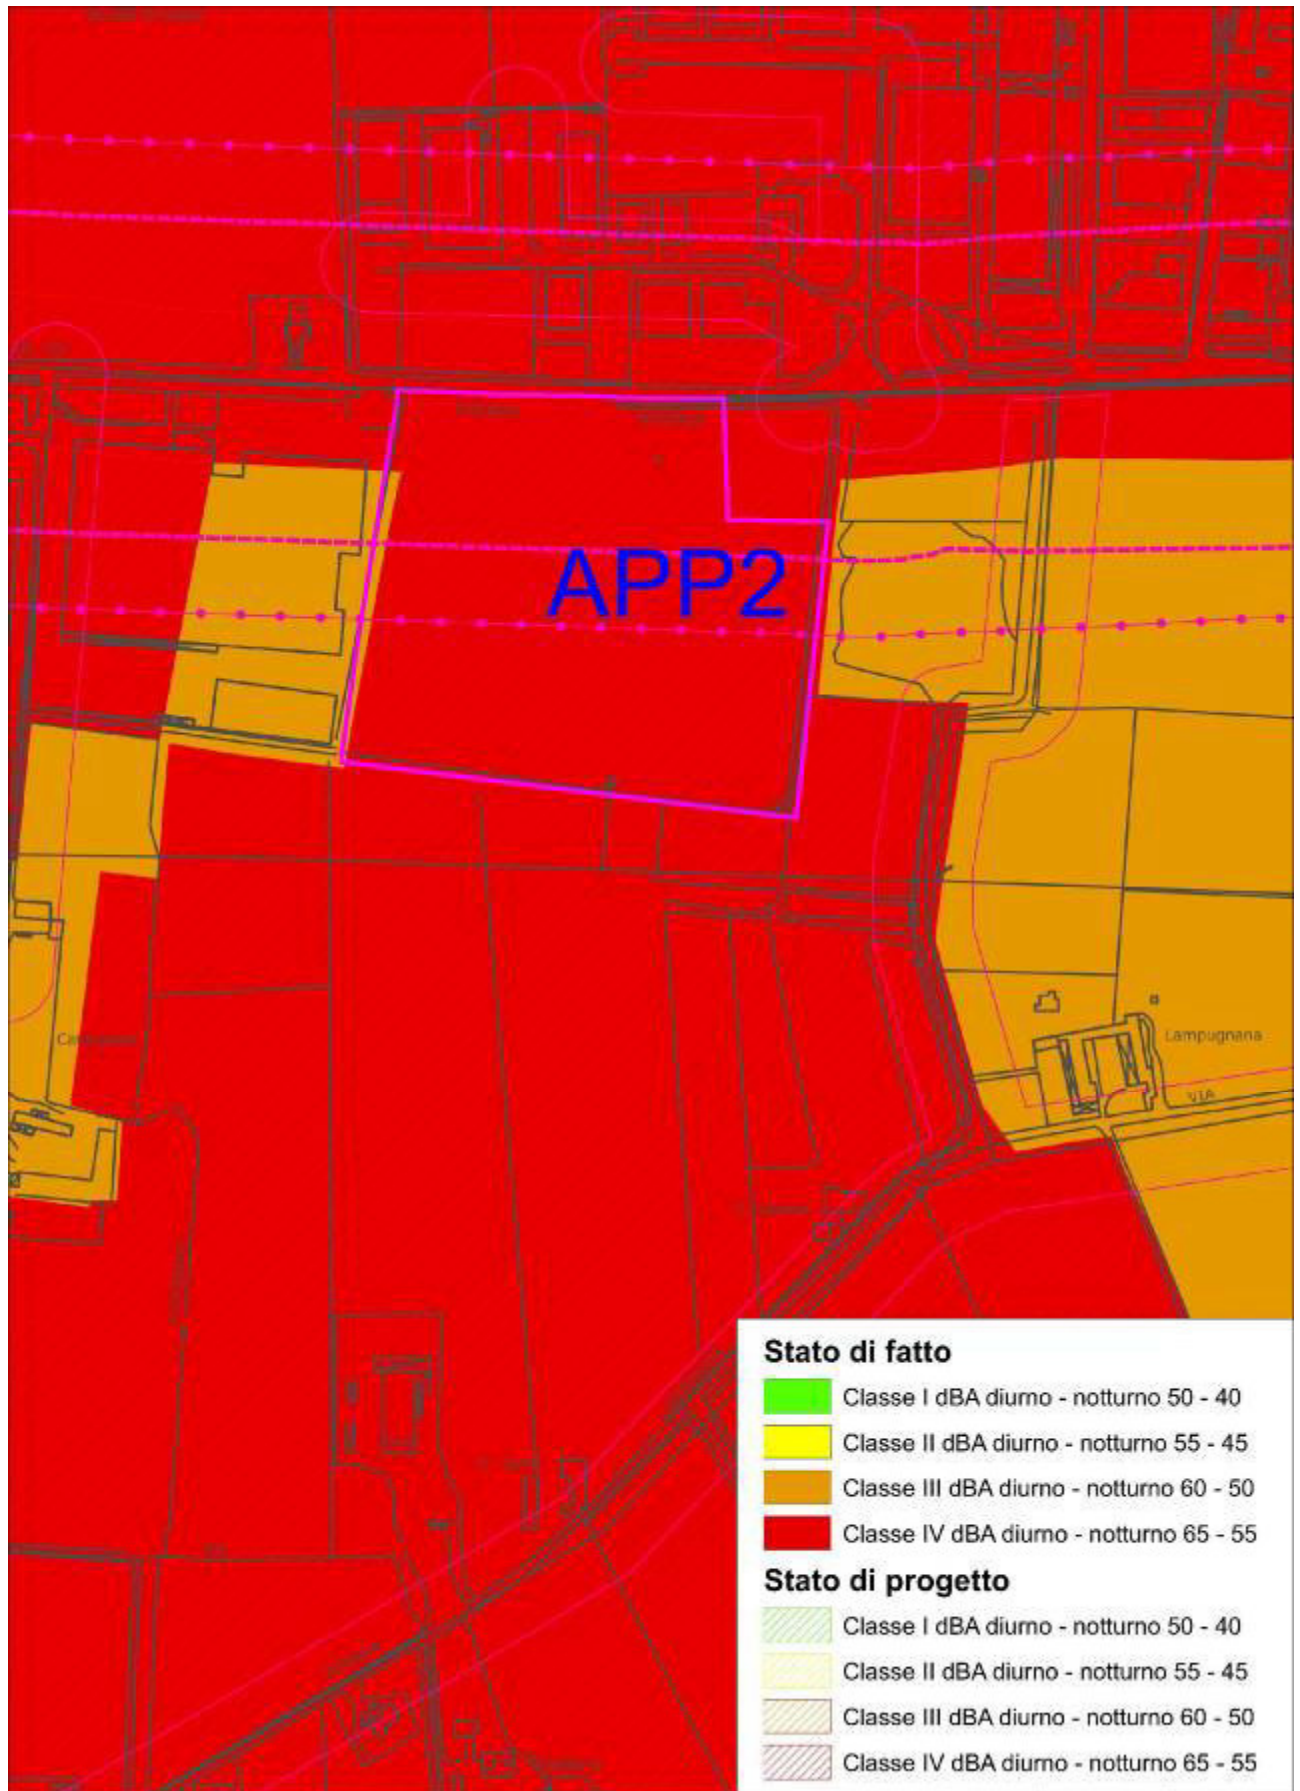 APP2
Lampugnana
VIA
Stato di fatto
Classe I dBA diurno - notturno 50 - 40
Classe II dBA diurno - notturno 55 - 45
Classe III dBA diurno - notturno 60 - 50
Classe IV dBA diurno - notturno 65 - 55
Stato di progetto
Classe I dBA diurno - notturno 50 - 40
Classe II dBA diurno - notturno 55 - 45
Classe III dBA diurno - notturno 60 - 50
Classe IV dBA diurno - notturno 65 - 55